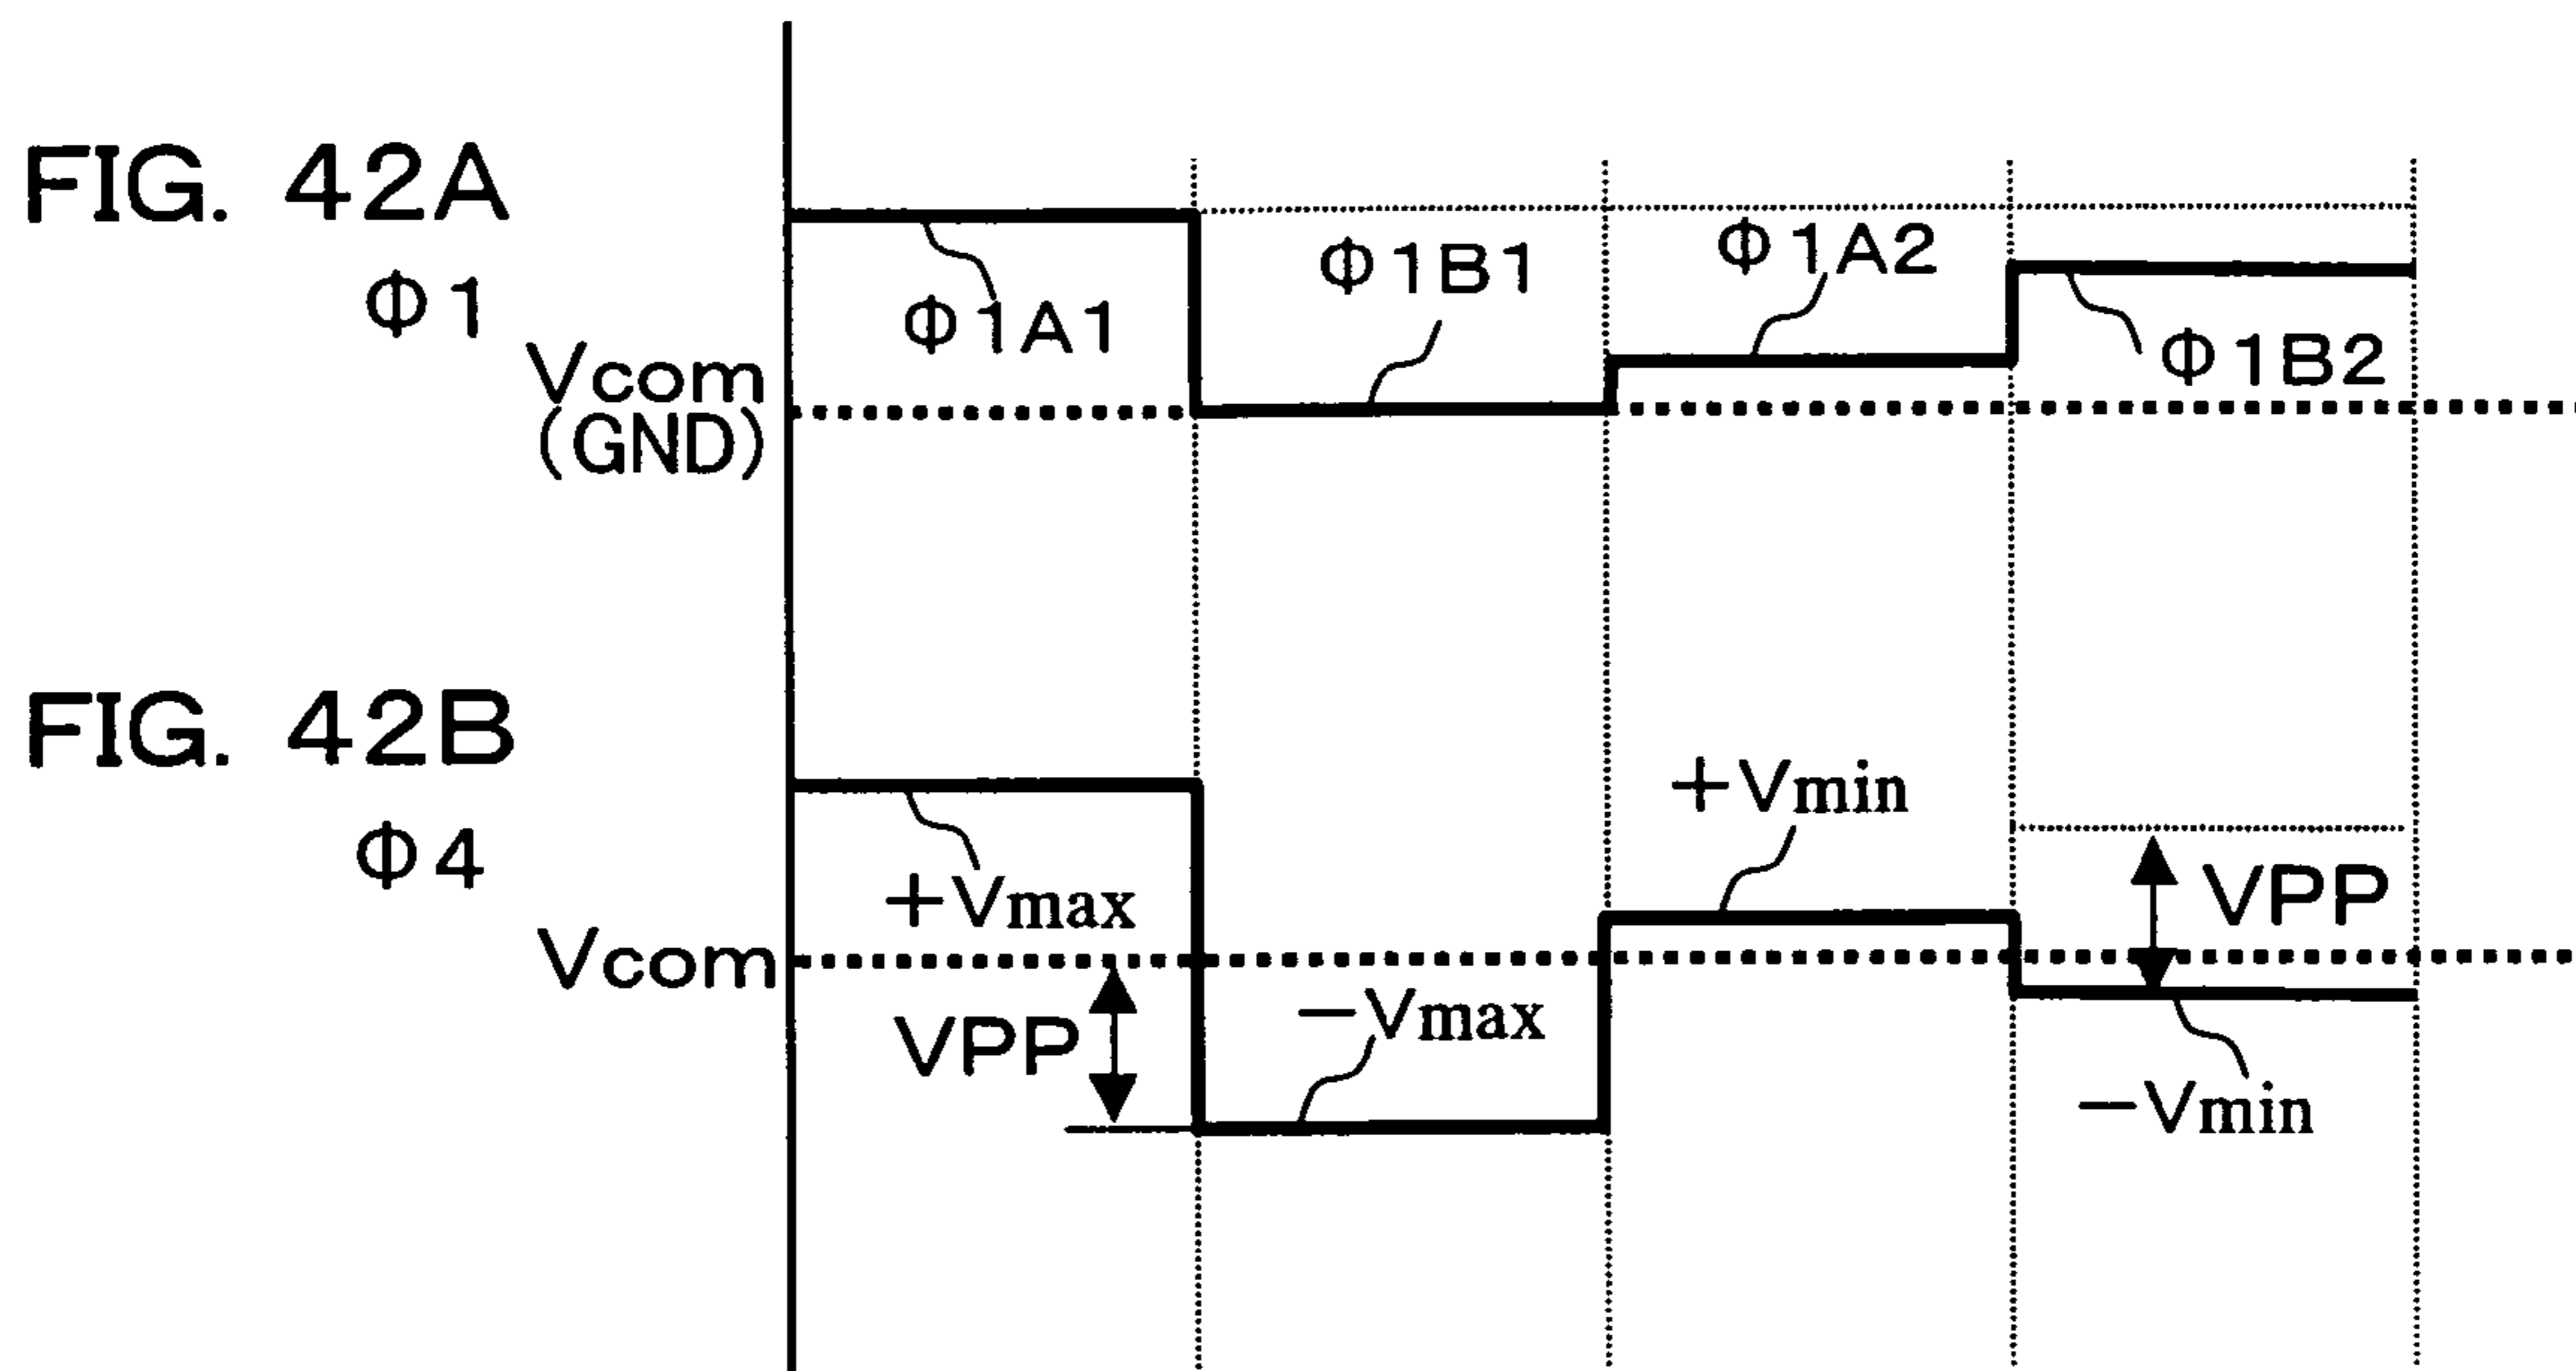 FIG. 42A
Φ1
Vcom
(GND)
Φ1A1
Φ1B1
Φ1A2
Φ1B2
FIG. 42B
Φ4
Vcom
+Vmax
VPP
−Vmax
+Vmin
VPP
−Vmin